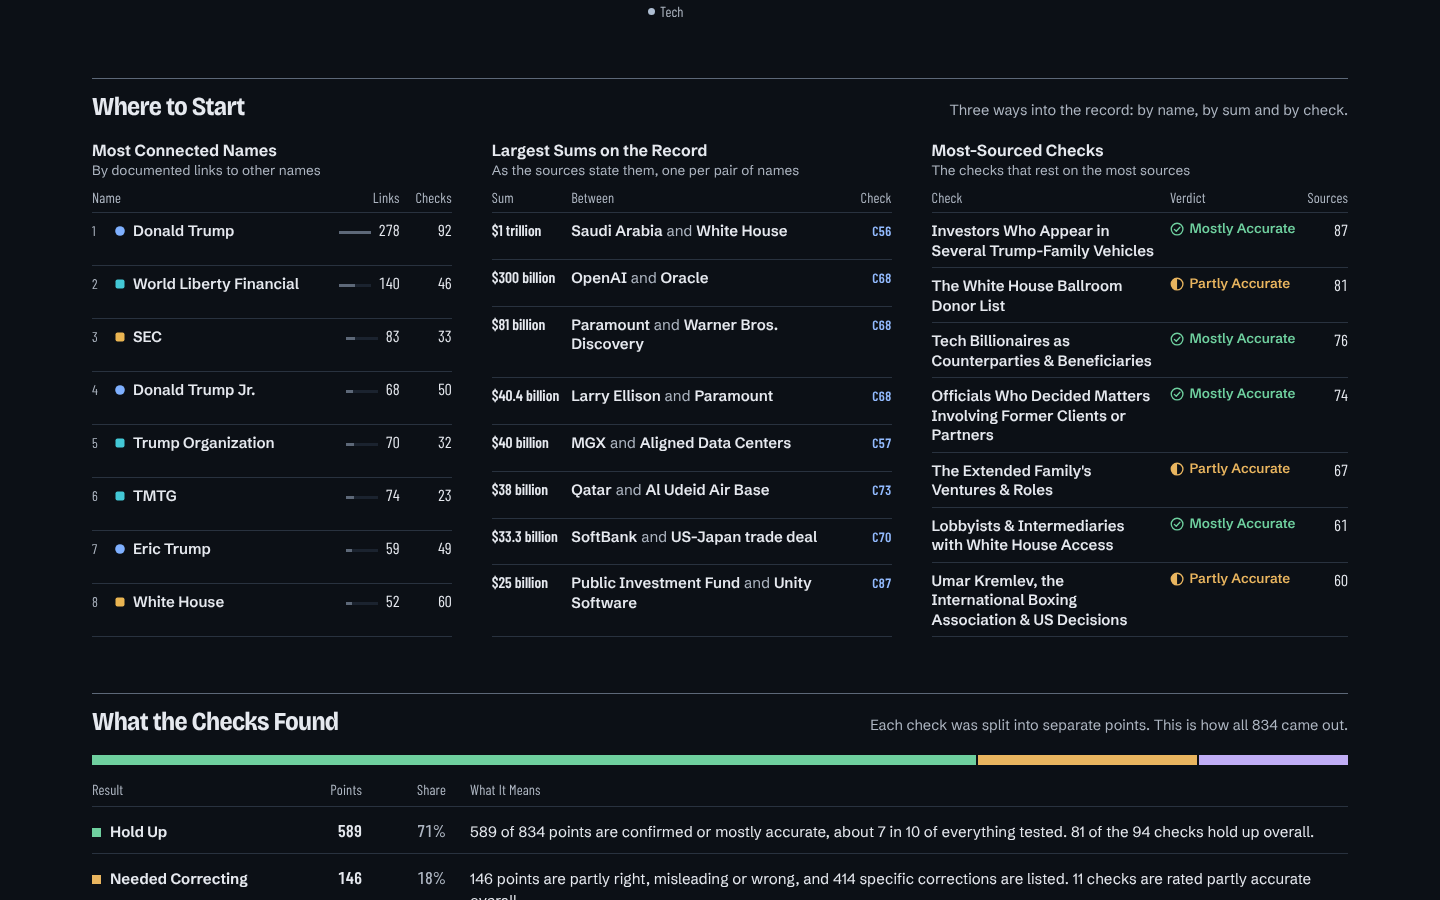 Tech
Where to Start
Three ways into the record: by name, by sum and by check.
Most Connected Names
By documented links to other names
Name Links Checks
1 Donald Trump 278 92
2 World Liberty Financial 140 46
3 SEC 83 33
4 Donald Trump Jr. 68 50
5 Trump Organization 70 32
6 TMTG 74 23
7 Eric Trump 59 49
8 White House 52 60
Largest Sums on the Record
As the sources state them, one per pair of names
Sum Between Check
$1 trillion Saudi Arabia and White House C56
$300 billion OpenAI and Oracle C68
$81 billion Paramount and Warner Bros. C68
Discovery
$40.4 billion Larry Ellison and Paramount C68
$40 billion MGX and Aligned Data Centers C57
$38 billion Qatar and Al Udeid Air Base C73
$33.3 billion SoftBank and US-Japan trade deal C70
$25 billion Public Investment Fund and Unity C87
Software
Most-Sourced Checks
The checks that rest on the most sources
Check Verdict Sources
Investors Who Appear in Mostly Accurate 87
Several Trump-Family Vehicles
The White House Ballroom Partly Accurate 81
Donor List
Tech Billionaires as Mostly Accurate 76
Counterparties & Beneficiaries
Officials Who Decided Matters Mostly Accurate 74
Involving Former Clients or
Partners
The Extended Family's Partly Accurate 67
Ventures & Roles
Lobbyists & Intermediaries Mostly Accurate 61
with White House Access
Umar Kremlev, the Partly Accurate 60
International Boxing
Association & US Decisions
What the Checks Found
Each check was split into separate points. This is how all 834 came out.
Result Points Share What It Means
Hold Up 589 71% 589 of 834 points are confirmed or mostly accurate, about 7 in 10 of everything tested. 81 of the 94 checks hold up overall.
Needed Correcting 146 18% 146 points are partly right, misleading or wrong, and 414 specific corrections are listed. 11 checks are rated partly accurate
overall.